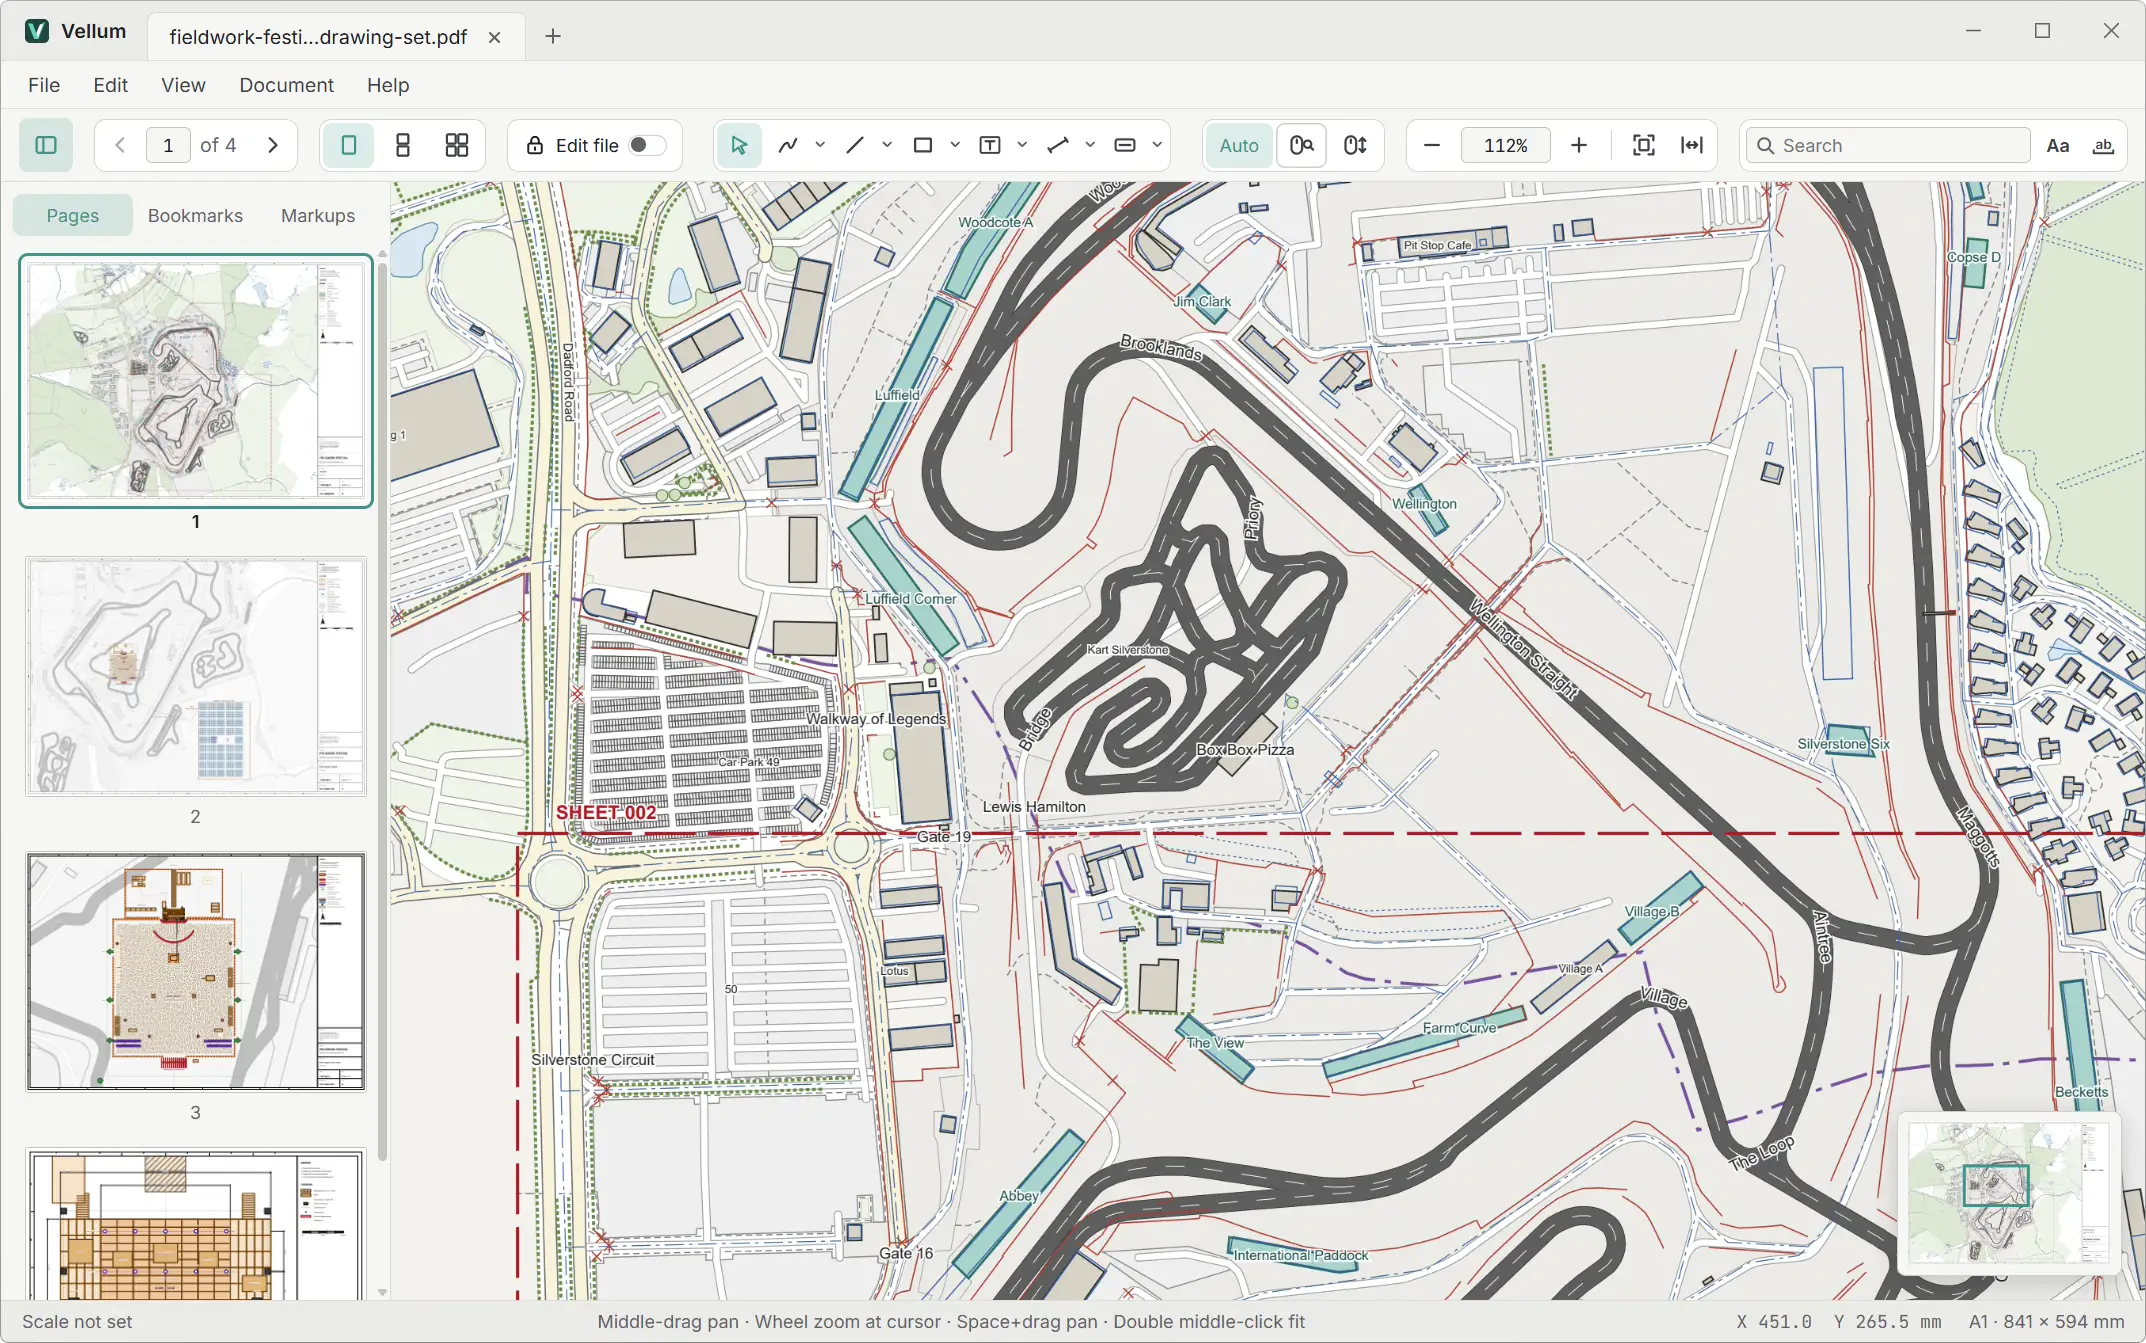 Vellum
fieldwork-festi...drawing-set.pdf
File Edit View Document Help
1 of 4
Edit file
Auto
112%
Search
Aa
ab
Pages Bookmarks Markups
1
2
3
Woodcote A
Pit Stop Cafe
Copse D
Jim Clark
Brooklands
Dadford Road
Luffield
g 1
Wellington
Priory
Luffield Corner
Wellington Straight
Kart Silverstone
Walkway of Legends
Bridge
Box Box Pizza
Silverstone Six
Car Park 49
SHEET 002
Lewis Hamilton
Gate 19
Maggotts
Village B
Aintree
Lotus
Village A
50
Village
Farm Curve
The View
Silverstone Circuit
Becketts
The Loop
Abbey
Gate 16
International Paddock
Scale not set
Middle-drag pan · Wheel zoom at cursor · Space+drag pan · Double middle-click fit
X 451.0 Y 265.5 mm
A1 · 841 × 594 mm